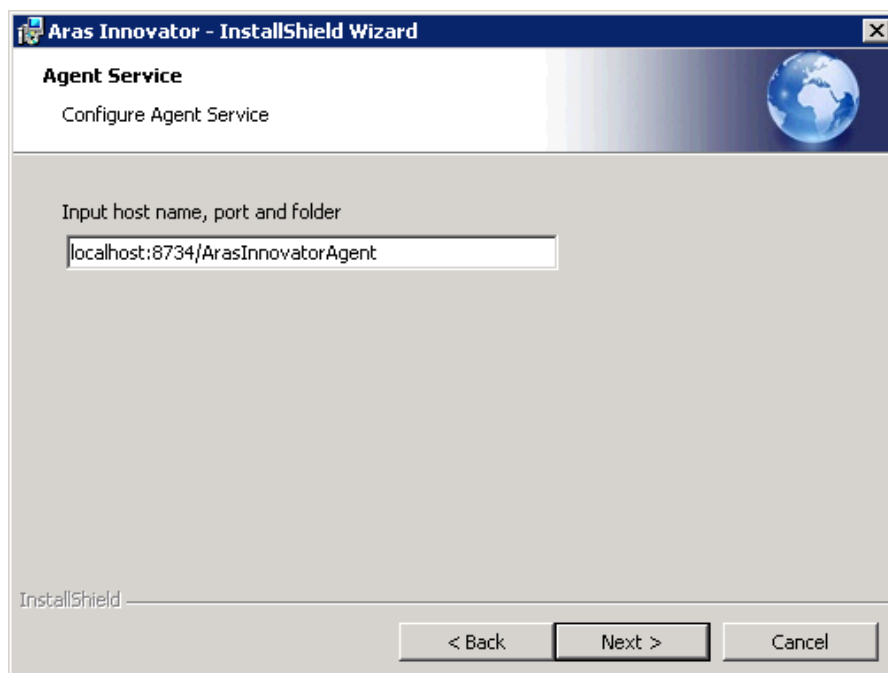 Aras Innovator - InstallShield Wizard
Agent Service
Configure Agent Service
Input host name, port and folder
localhost:8734/ArasInnovatorAgent
InstallShield
< Back
Next >
Cancel